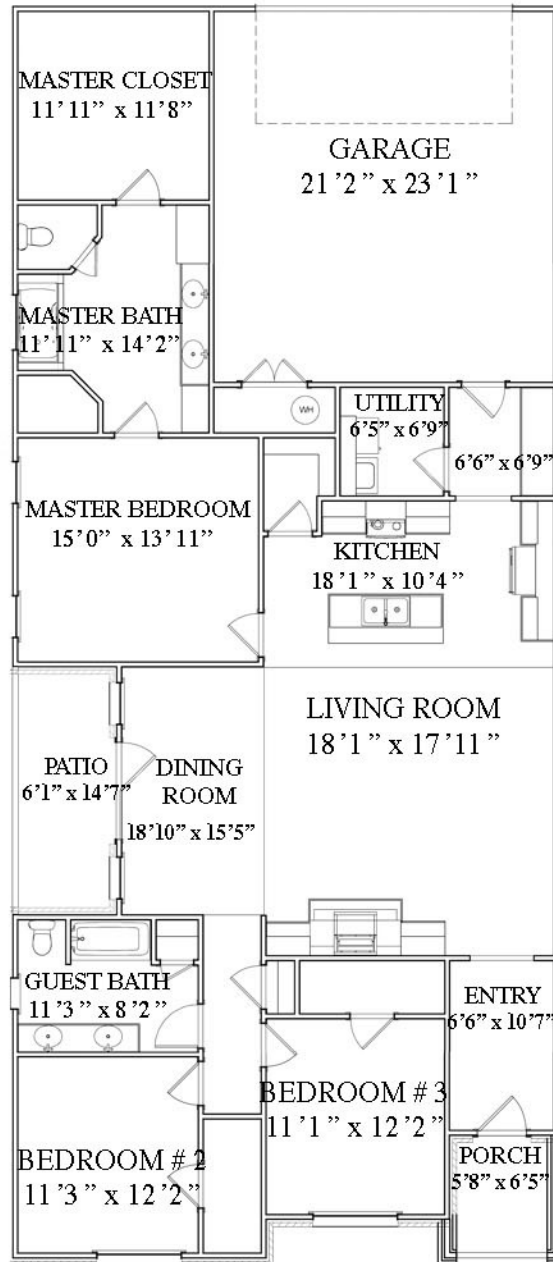 MASTER CLOSET
11'11" x 11'8"
GARAGE
21'2" x 23'1"
MASTER BATH
11'11" x 14'2"
WH
UTILITY
6'5" x 6'9"
6'6" x 6'9"
MASTER BEDROOM
15'0" x 13'11"
KITCHEN
18'1" x 10'4"
LIVING ROOM
18'1" x 17'11"
PATIO
6'1" x 14'7"
DINING
ROOM
18'10" x 15'5"
GUEST BATH
11'3" x 8'2"
ENTRY
6'6" x 10'7"
BEDROOM # 3
11'1" x 12'2"
BEDROOM # 2
11'3" x 12'2"
PORCH
5'8" x 6'5"